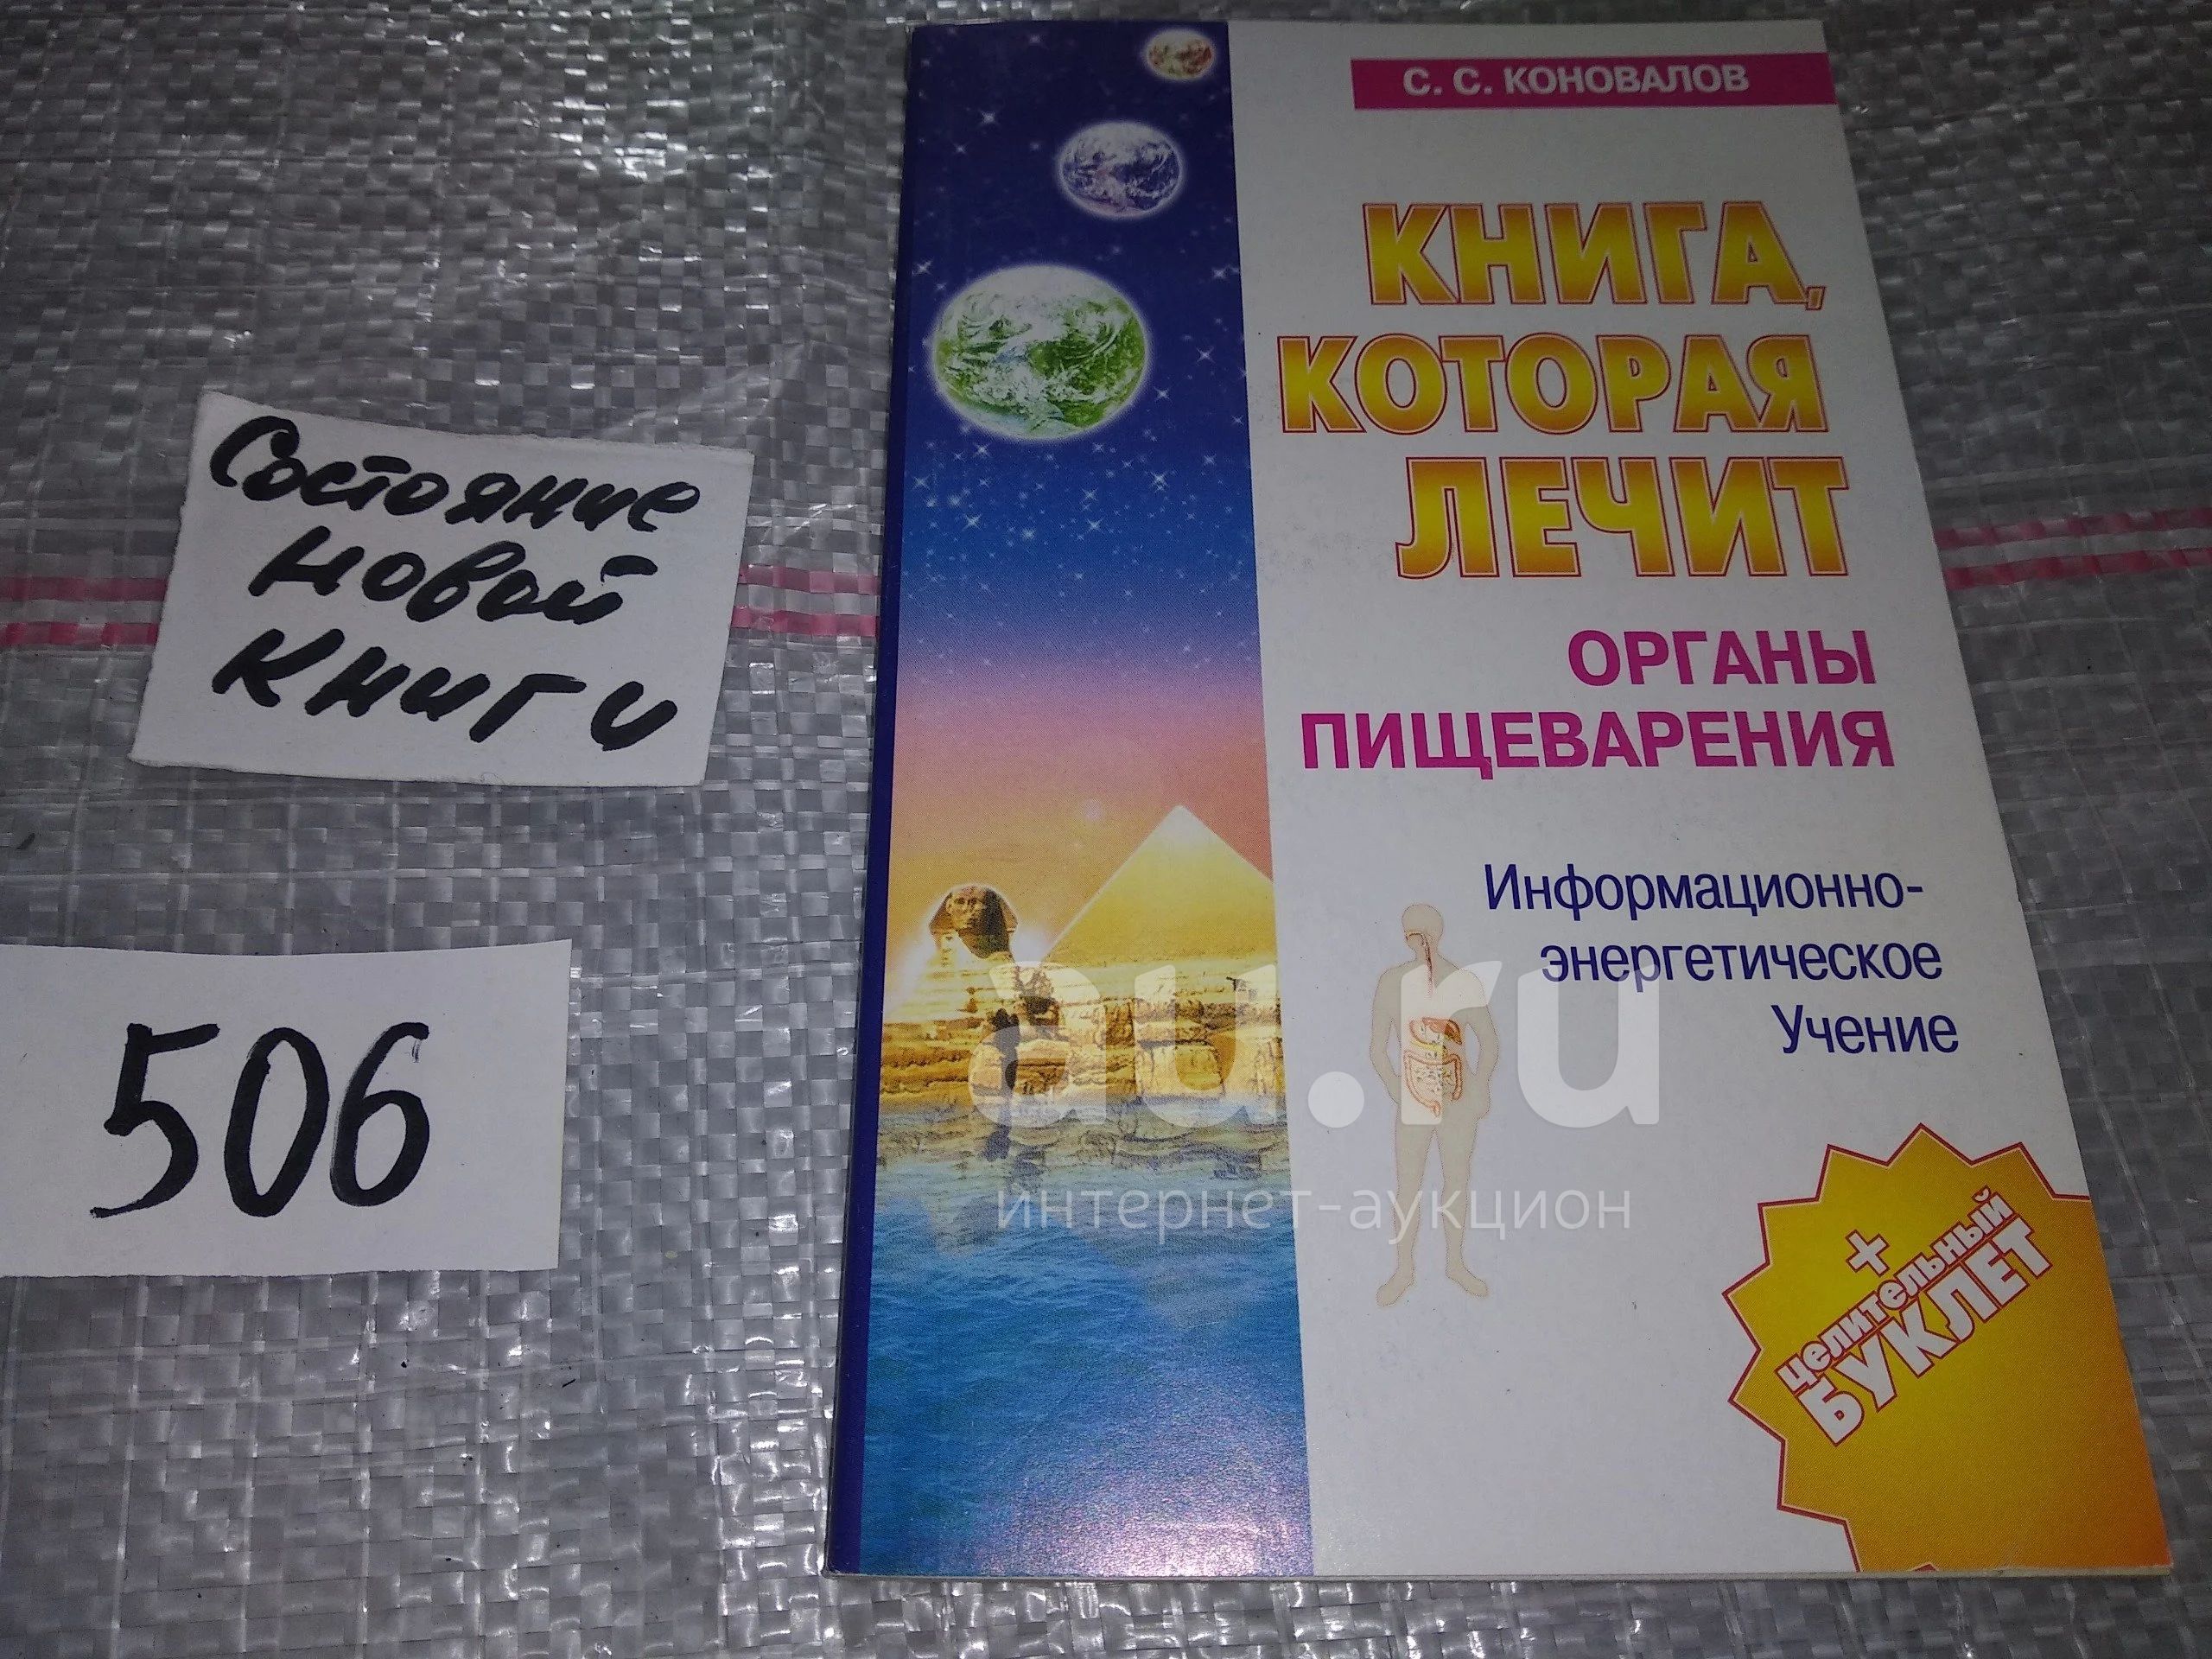 Состояние
новой
книги
506
С. С. КОНОВАЛОВ
КНИГА,
КОТОРАЯ
ЛЕЧИТ
ОРГАНЫ
ПИЩЕВАРЕНИЯ
Информационно-
энергетическое
Учение
+
целительный
БУКЛЕТ
au.ru
интернет-аукцион